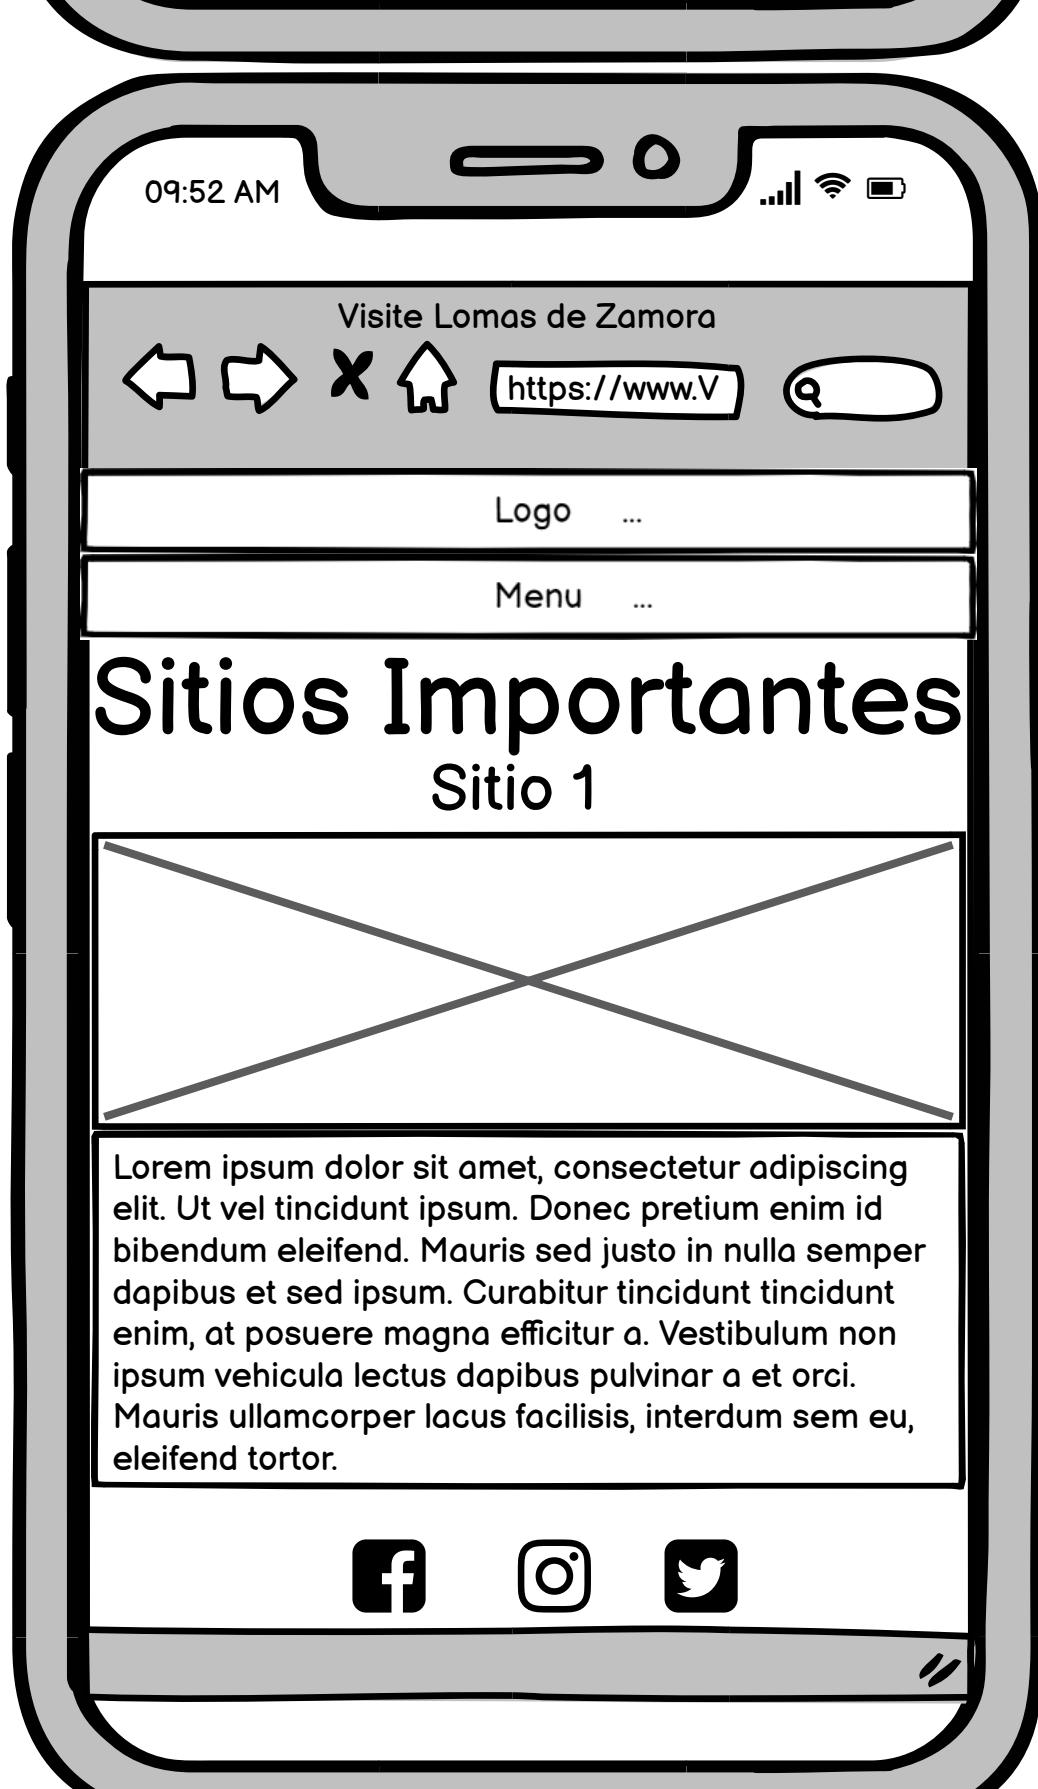 09:52 AM
Visite Lomas de Zamora
https://www.V
Logo ...
Menu ...
Sitios Importantes
Sitio 1
Lorem ipsum dolor sit amet, consectetur adipiscing
elit. Ut vel tincidunt ipsum. Donec pretium enim id
bibendum eleifend. Mauris sed justo in nulla semper
dapibus et sed ipsum. Curabitur tincidunt tincidunt
enim, at posuere magna efficitur a. Vestibulum non
ipsum vehicula lectus dapibus pulvinar a et orci.
Mauris ullamcorper lacus facilisis, interdum sem eu,
eleifend tortor.